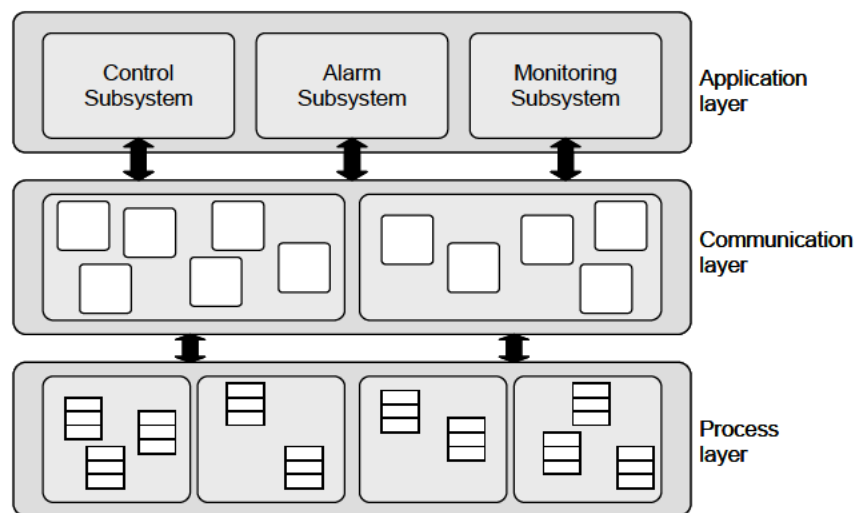 Control
Subsystem
Alarm
Subsystem
Monitoring
Subsystem
Application
layer
Communication
layer
Process
layer